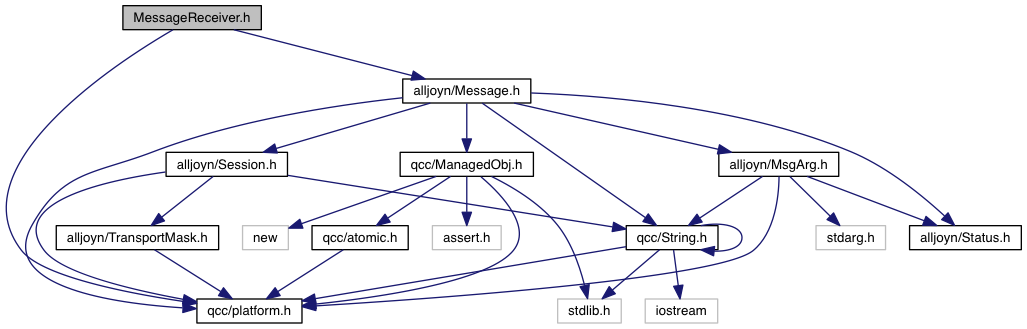 MessageReceiver.h
alljoyn/Message.h
alljoyn/Session.h
qcc/ManagedObj.h
alljoyn/MsgArg.h
alljoyn/TransportMask.h
new
qcc/atomic.h
assert.h
qcc/String.h
stdarg.h
alljoyn/Status.h
qcc/platform.h
stdlib.h
iostream